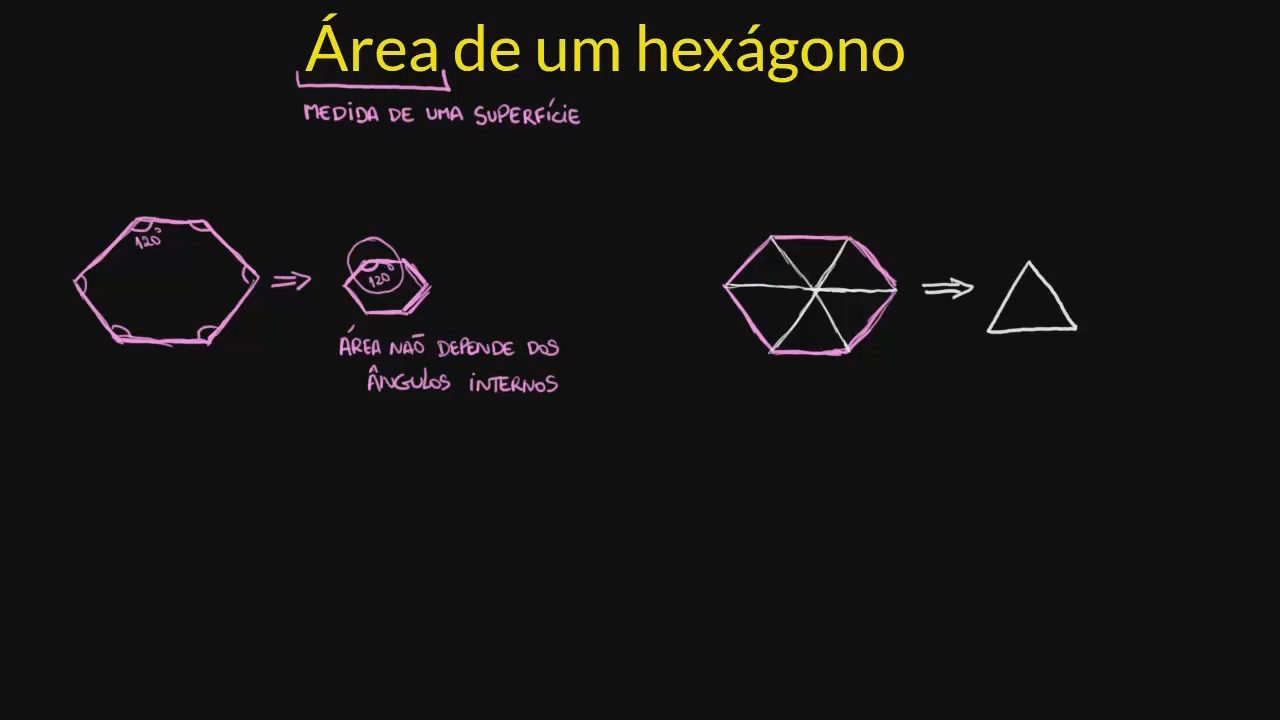 Área de um hexágono
MEDIDA DE UMA SUPERFÍCIE
120°
120°
ÁREA NÃO DEPENDE DOS
ÂNGULOS INTERNOS